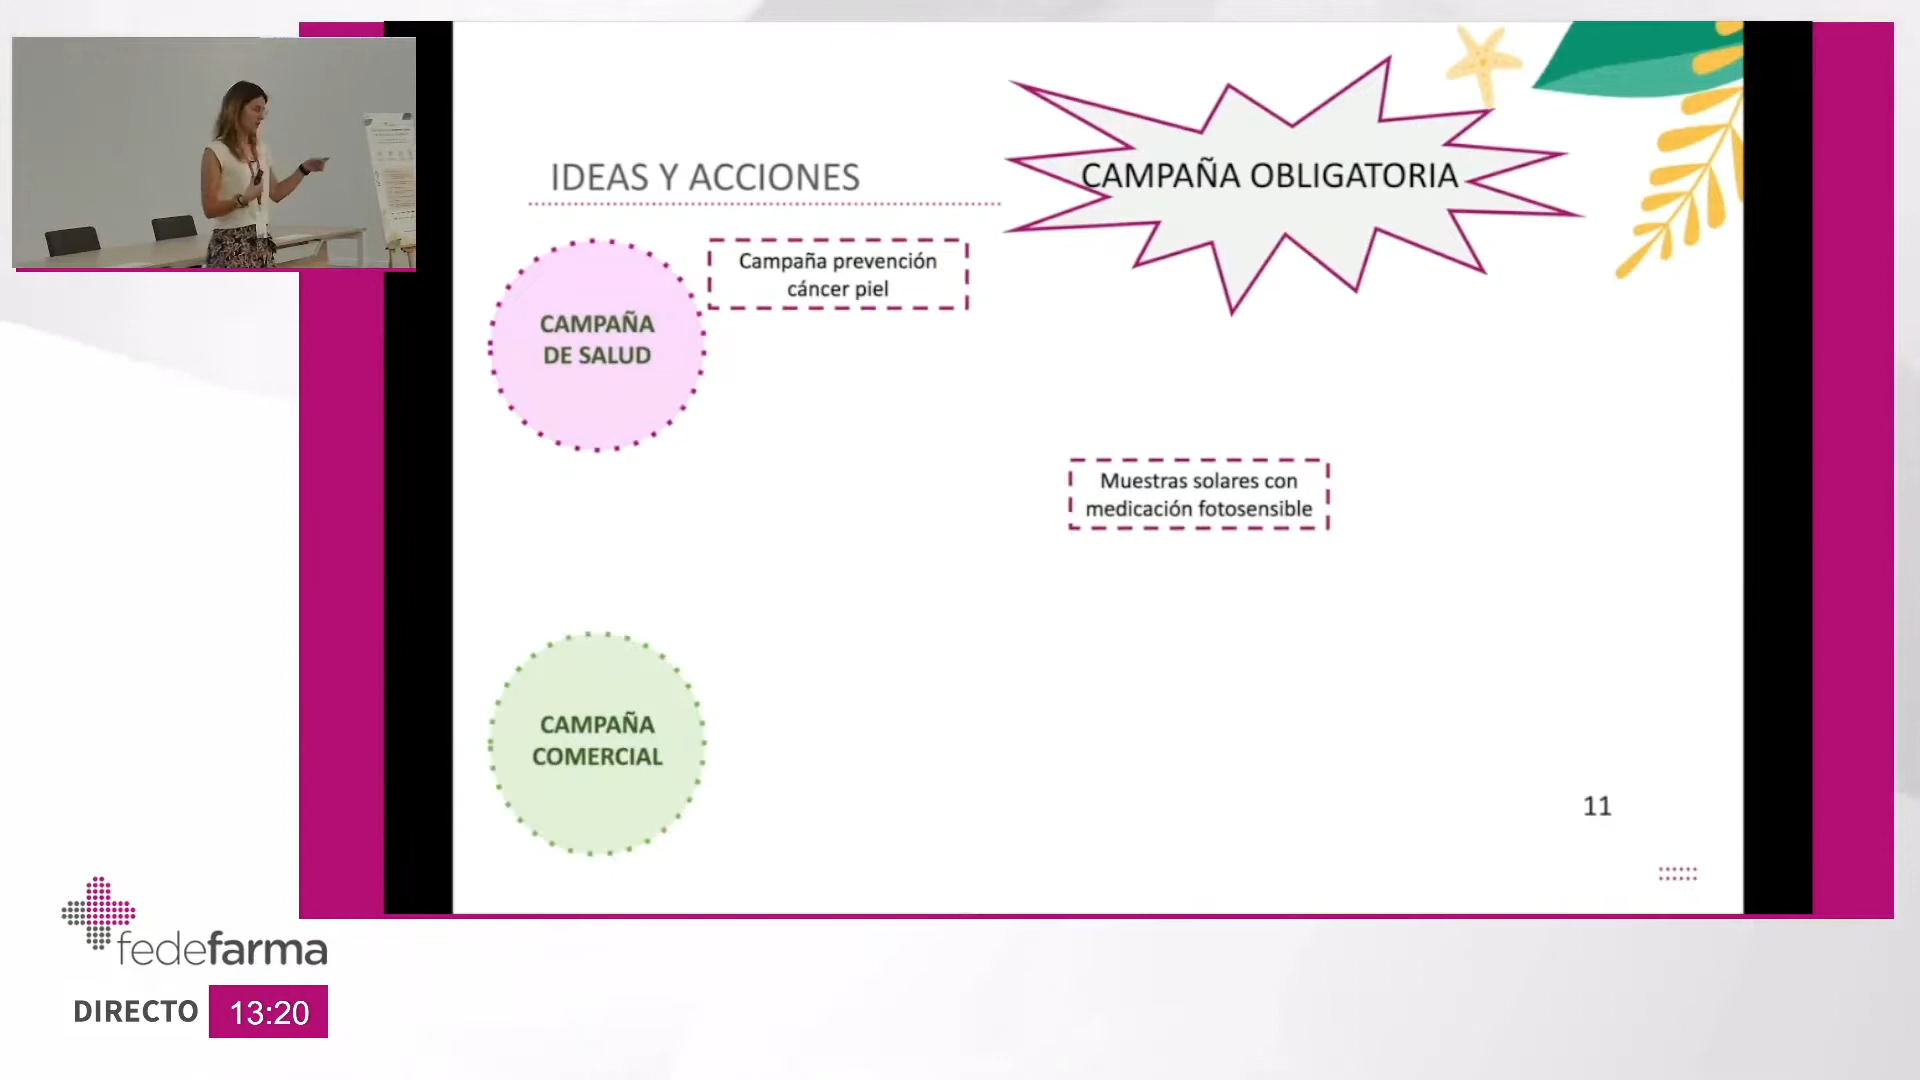 IDEAS Y ACCIONES
CAMPAÑA OBLIGATORIA
Campaña prevención
cáncer piel
CAMPAÑA
DE SALUD
Muestras solares con
medicación fotosensible
CAMPAÑA
COMERCIAL
11
fedefarma
DIRECTO 13:20